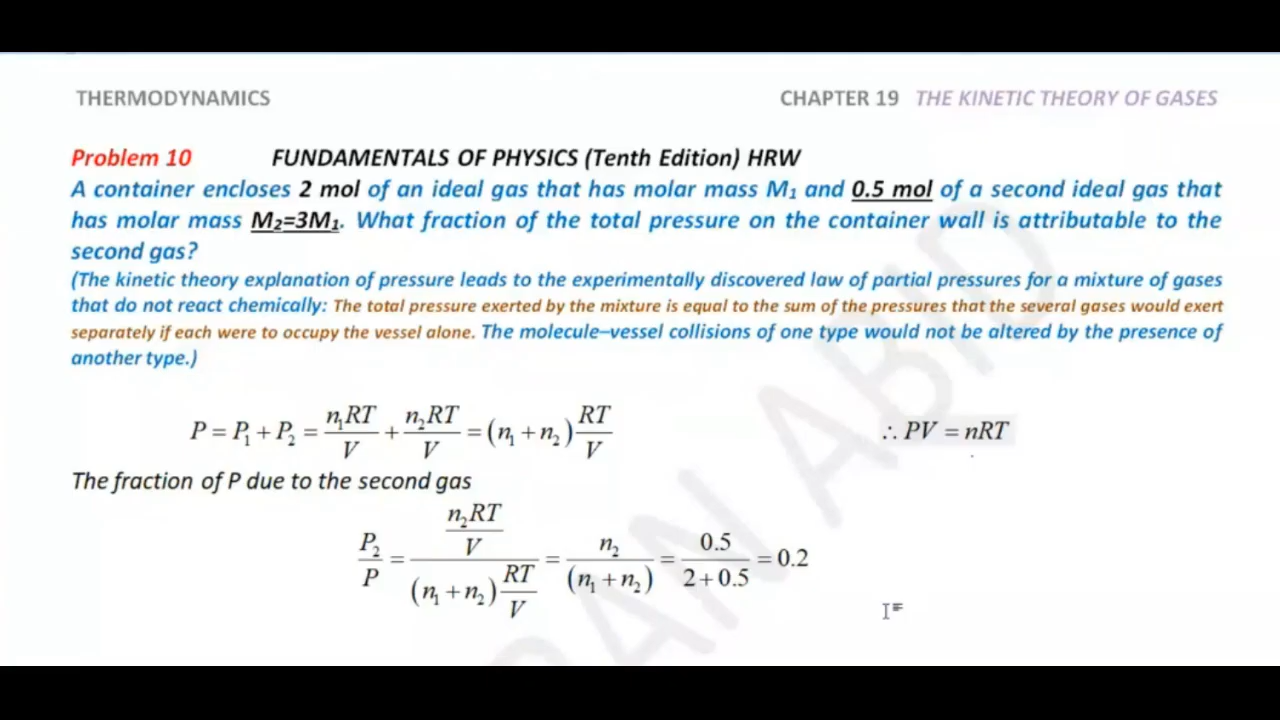 THERMODYNAMICS CHAPTER 19 THE KINETIC THEORY OF GASES
Problem 10 FUNDAMENTALS OF PHYSICS (Tenth Edition) HRW
A container encloses 2 mol of an ideal gas that has molar mass M₁ and 0.5 mol of a second ideal gas that
has molar mass M₂=3M₁. What fraction of the total pressure on the container wall is attributable to the
second gas?
(The kinetic theory explanation of pressure leads to the experimentally discovered law of partial pressures for a mixture of gases
that do not react chemically: The total pressure exerted by the mixture is equal to the sum of the pressures that the several gases would exert
separately if each were to occupy the vessel alone. The molecule–vessel collisions of one type would not be altered by the presence of
another type.)
P = P₁ + P₂ = n₁RT/V + n₂RT/V = (n₁ + n₂) RT/V ∴ PV = nRT
The fraction of P due to the second gas
P₂/P = (n₂RT/V)/((n₁ + n₂) RT/V) = n₂/(n₁ + n₂) = 0.5/(2 + 0.5) = 0.2
RAN ABID